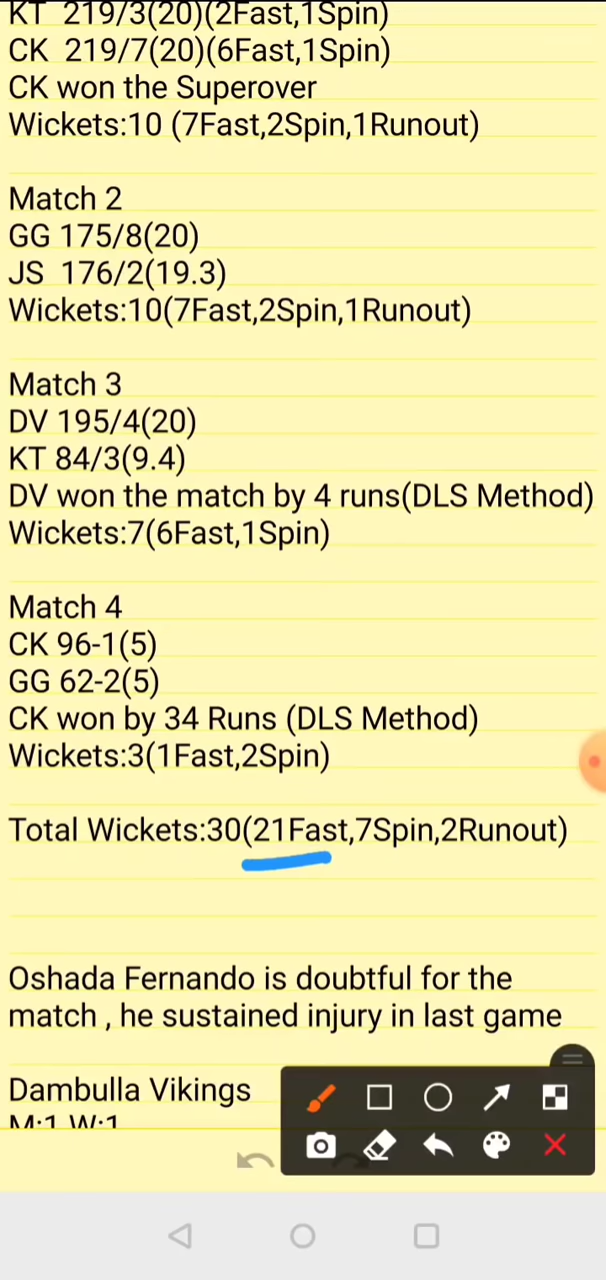 KT 219/3(20)(2Fast,1Spin)
CK 219/7(20)(6Fast,1Spin)
CK won the Superover
Wickets:10 (7Fast,2Spin,1Runout)
Match 2
GG 175/8(20)
JS 176/2(19.3)
Wickets:10(7Fast,2Spin,1Runout)
Match 3
DV 195/4(20)
KT 84/3(9.4)
DV won the match by 4 runs(DLS Method)
Wickets:7(6Fast,1Spin)
Match 4
CK 96-1(5)
GG 62-2(5)
CK won by 34 Runs (DLS Method)
Wickets:3(1Fast,2Spin)
Total Wickets:30(21Fast,7Spin,2Runout)
Oshada Fernando is doubtful for the
match , he sustained injury in last game
Dambulla Vikings
M:1 W:1